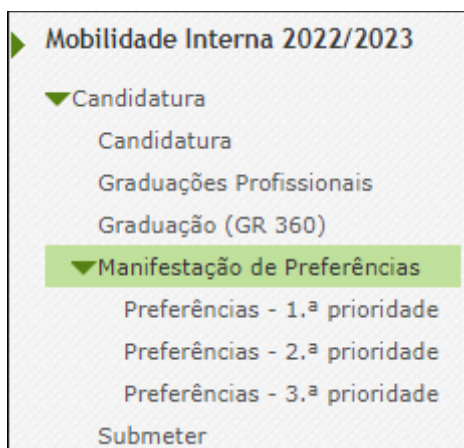 Mobilidade Interna 2022/2023
Candidatura
Candidatura
Graduações Profissionais
Graduação (GR 360)
Manifestação de Preferências
Preferências - 1.ª prioridade
Preferências - 2.ª prioridade
Preferências - 3.ª prioridade
Submeter